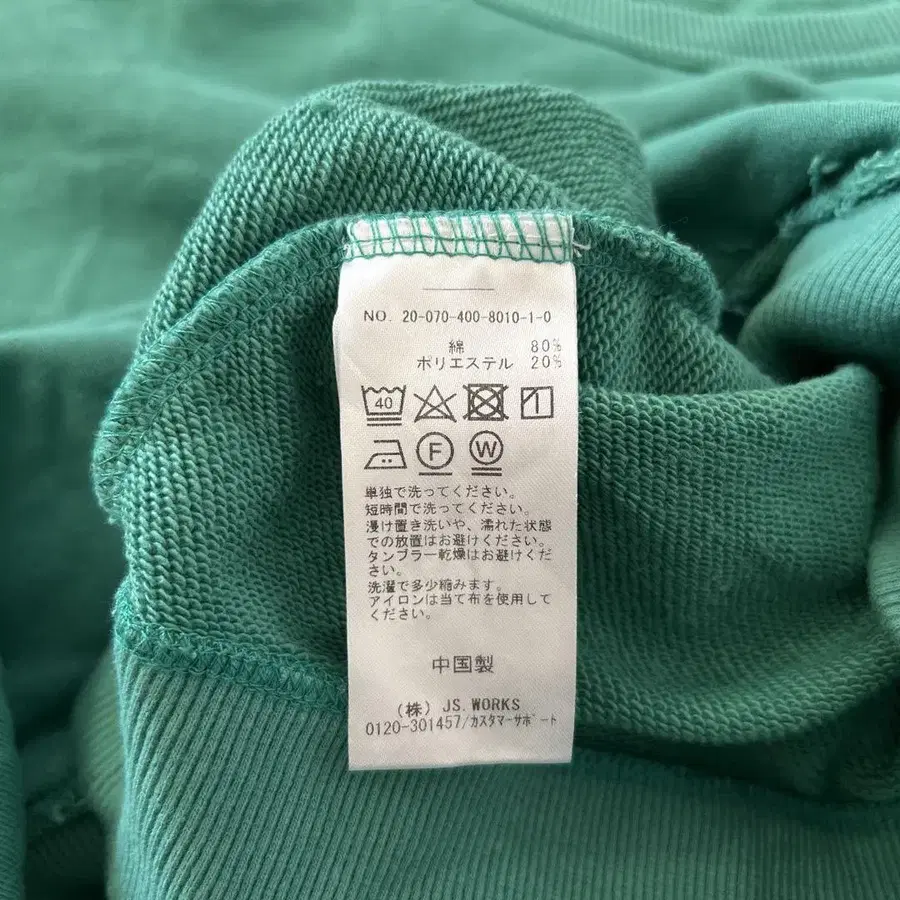 NO. 20-070-400-8010-1-0
綿 80%
ポリエステル 20%
40
F W
単独で洗ってください。
短時間で洗ってください。
浸け置き洗いや、濡れた状態
での放置はお避けください。
タンブラー乾燥はお避けくだ
さい。
洗濯で多少縮みます。
アイロンは当て布を使用して
ください。
中国製
(株) JS.WORKS
0120-301457/カスタマーサポート